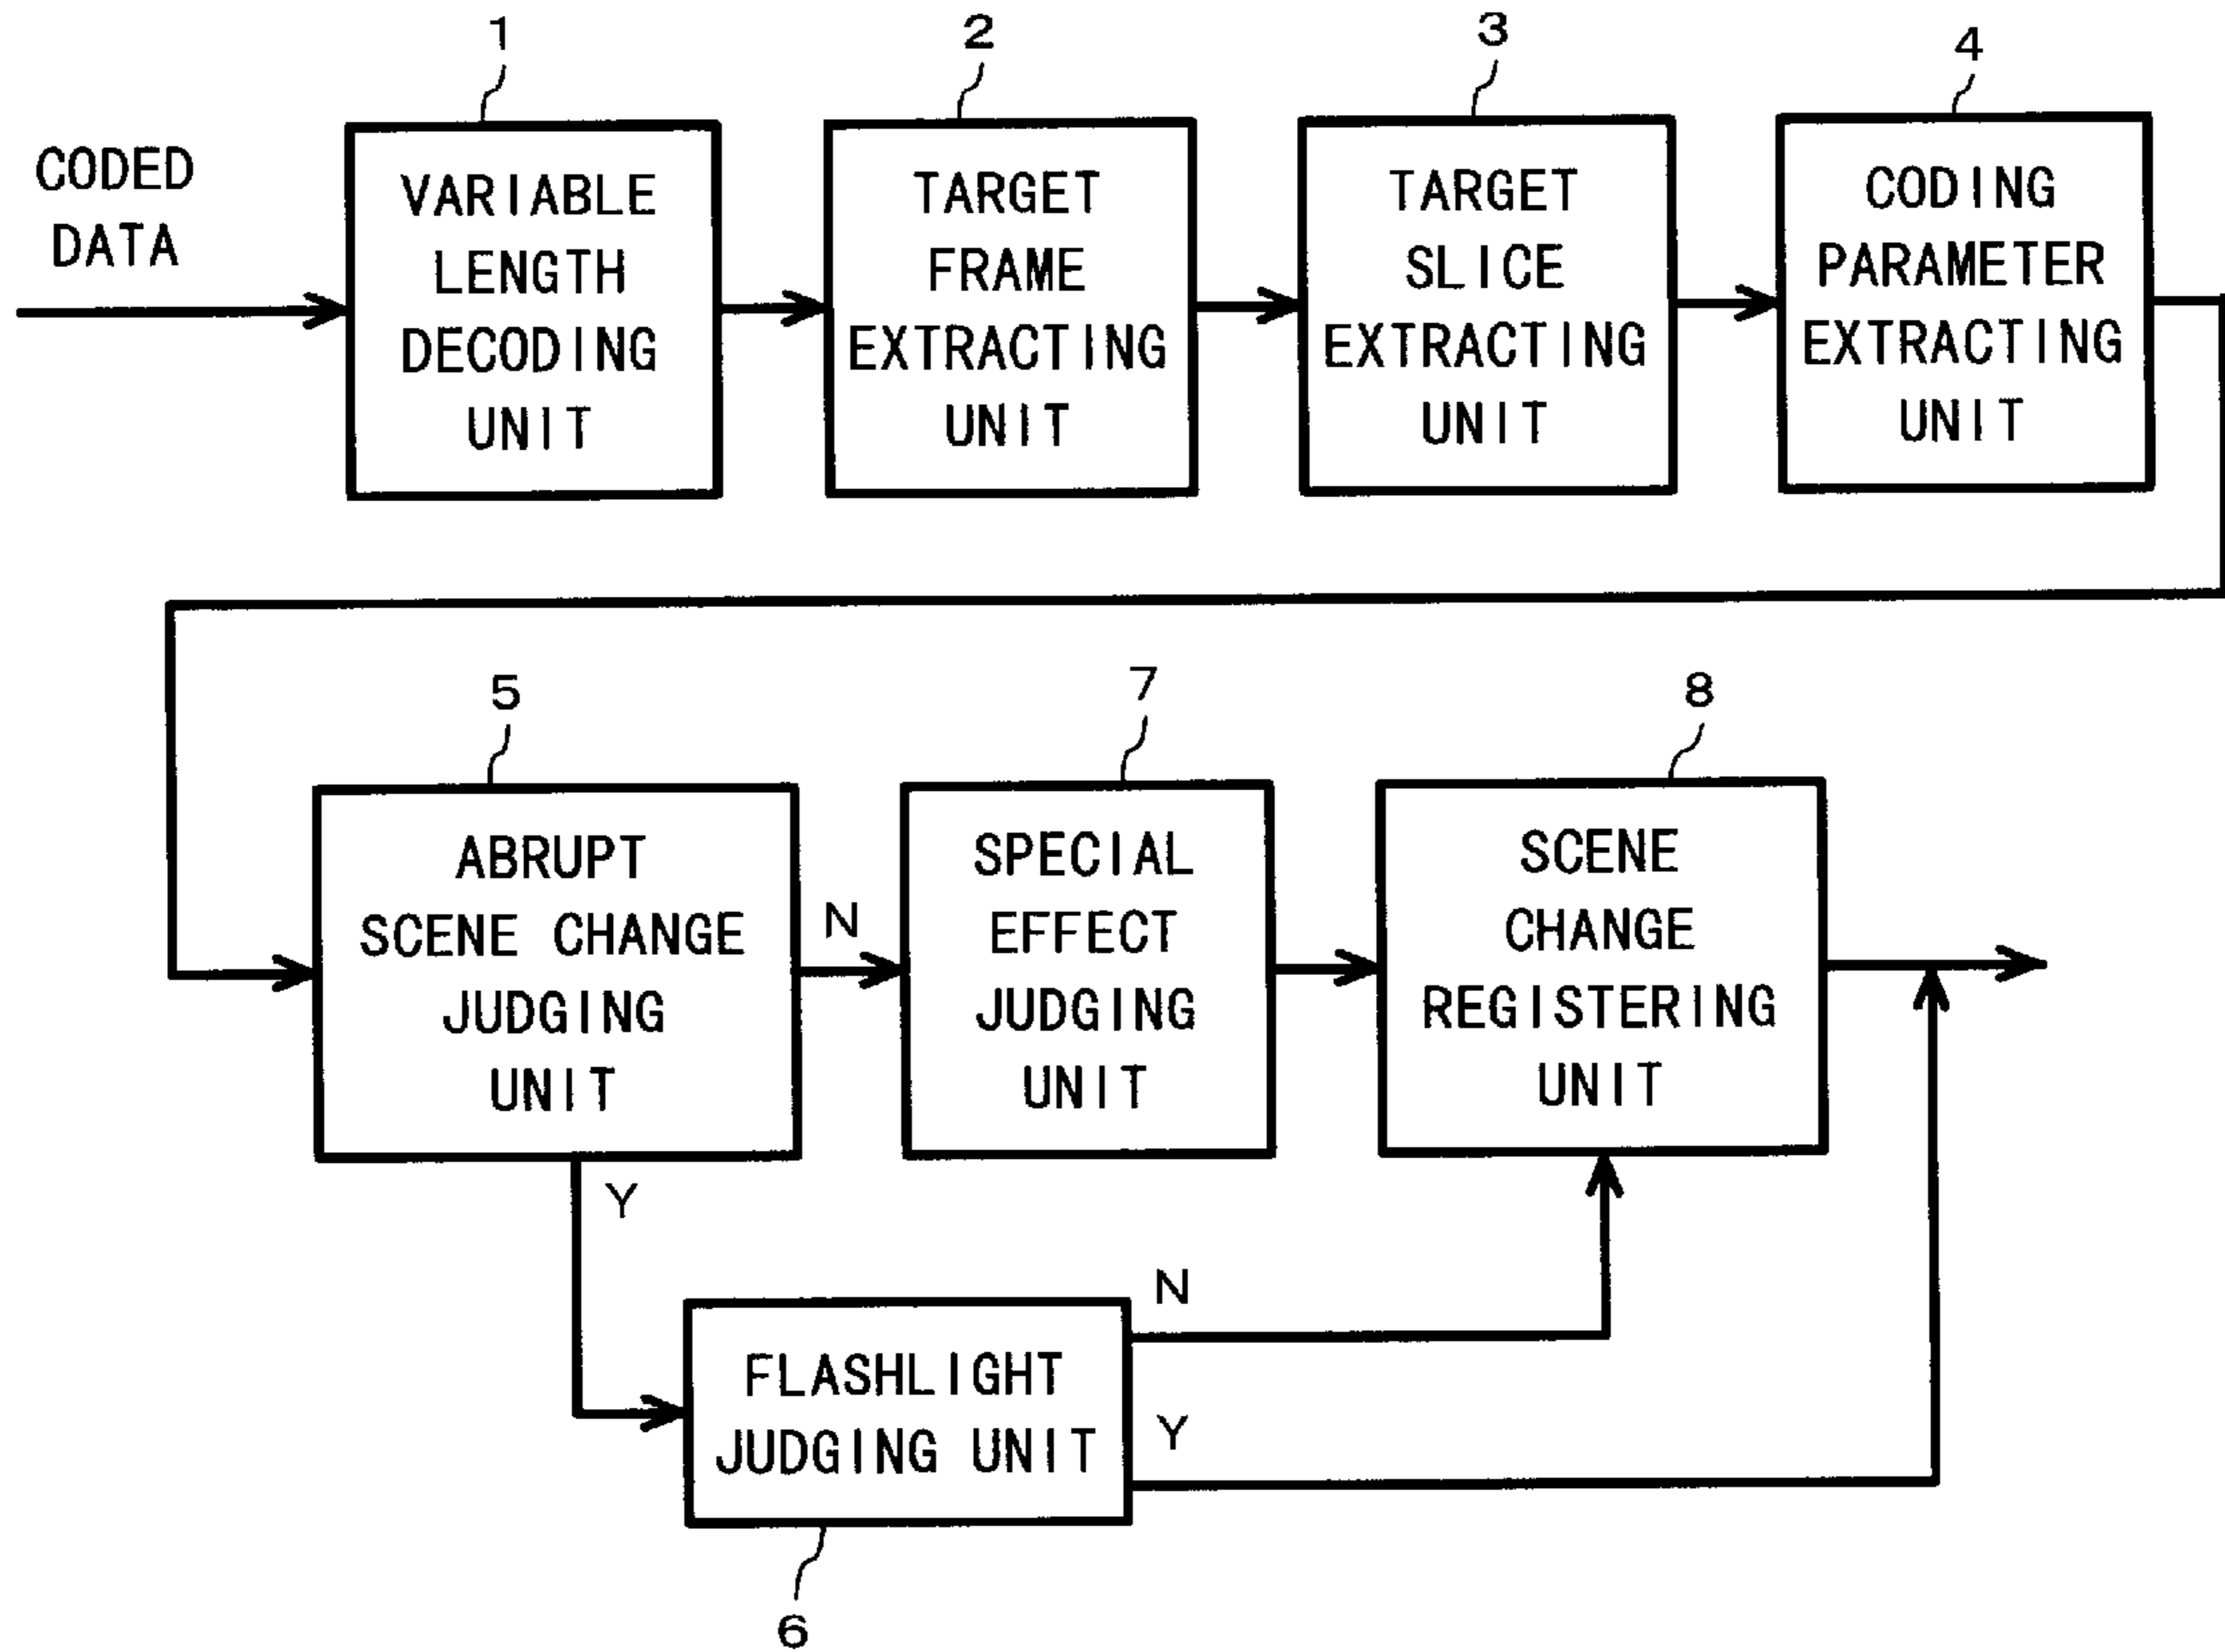 1
2
3
4
CODED
DATA
VARIABLE
LENGTH
DECODING
UNIT
TARGET
FRAME
EXTRACTING
UNIT
TARGET
SLICE
EXTRACTING
UNIT
CODING
PARAMETER
EXTRACTING
UNIT
5
7
8
ABRUPT
SCENE CHANGE
JUDGING
UNIT
N
SPECIAL
EFFECT
JUDGING
UNIT
SCENE
CHANGE
REGISTERING
UNIT
Y
N
FLASHLIGHT
JUDGING UNIT
Y
6